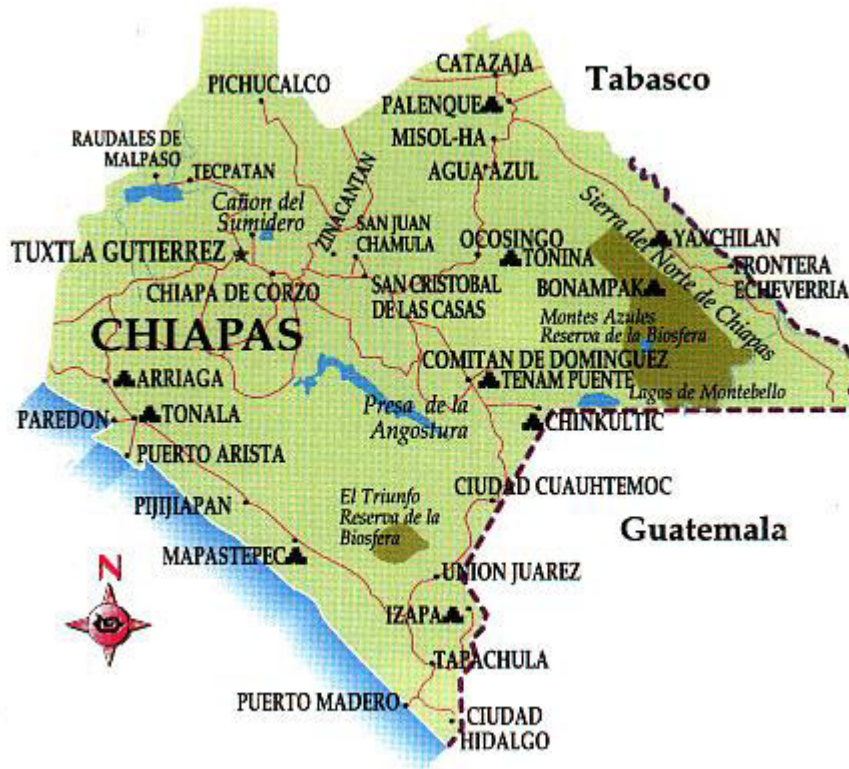 CATAZAJA
Tabasco
PICHUCALCO
PALENQUE
MISOL-HA
RAUDALES DE
MALPASO
TECPATAN
AGUA AZUL
Cañon del
Sumidero
ZINACANTAN
SAN JUAN
CHAMULA
Sierra del Norte de Chiapas
TUXTLA GUTIERREZ
OCOSINGO
TONINA
YAXCHILAN
FRONTERA
ECHEVERRIA
CHIAPA DE CORZO
SAN CRISTOBAL
DE LAS CASAS
BONAMPAK
CHIAPAS
Montes Azules
Reserva de la Biosfera
COMITAN DE DOMINGUEZ
ARRIAGA
TENAM PUENTE
Lagos de Montebello
PAREDON
TONALA
Presa de la
Angostura
CHINKULTIC
PUERTO ARISTA
PIJIJIAPAN
El Triunfo
Reserva de la
Biosfera
CIUDAD CUAUHTEMOC
Guatemala
MAPASTEPEC
N
UNION JUAREZ
IZAPA
TAPACHULA
PUERTO MADERO
CIUDAD
HIDALGO